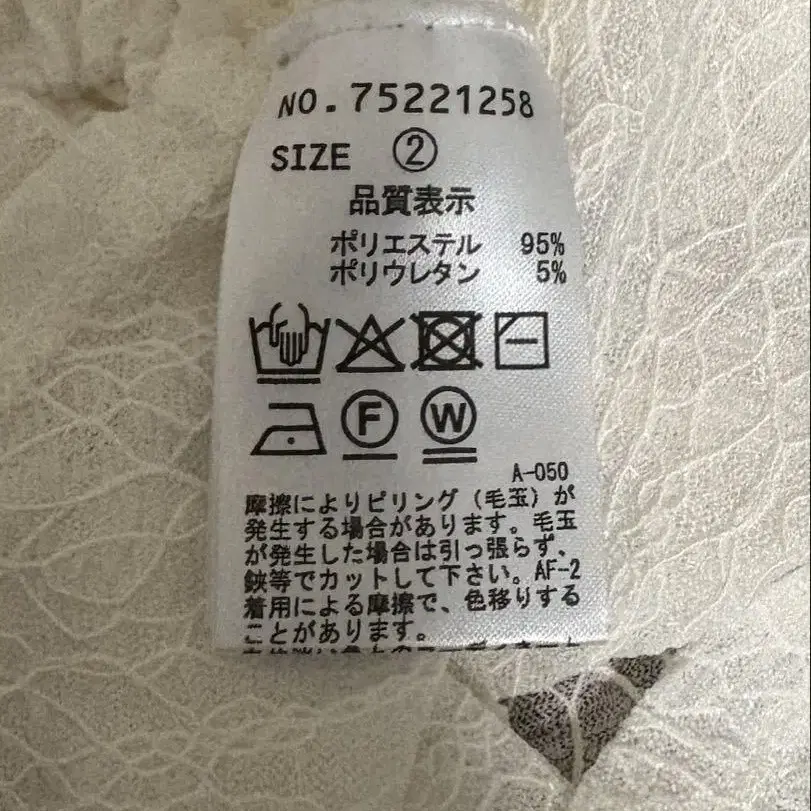 NO.75221258
SIZE ②
品質表示
ポリエステル 95%
ポリウレタン 5%
F W
A-050
摩擦によりピリング(毛玉)が
発生する場合があります。毛玉
が発生した場合は引っ張らず、
鋏等でカットして下さい。AF-2
着用による摩擦で、色移りする
ことがあります。